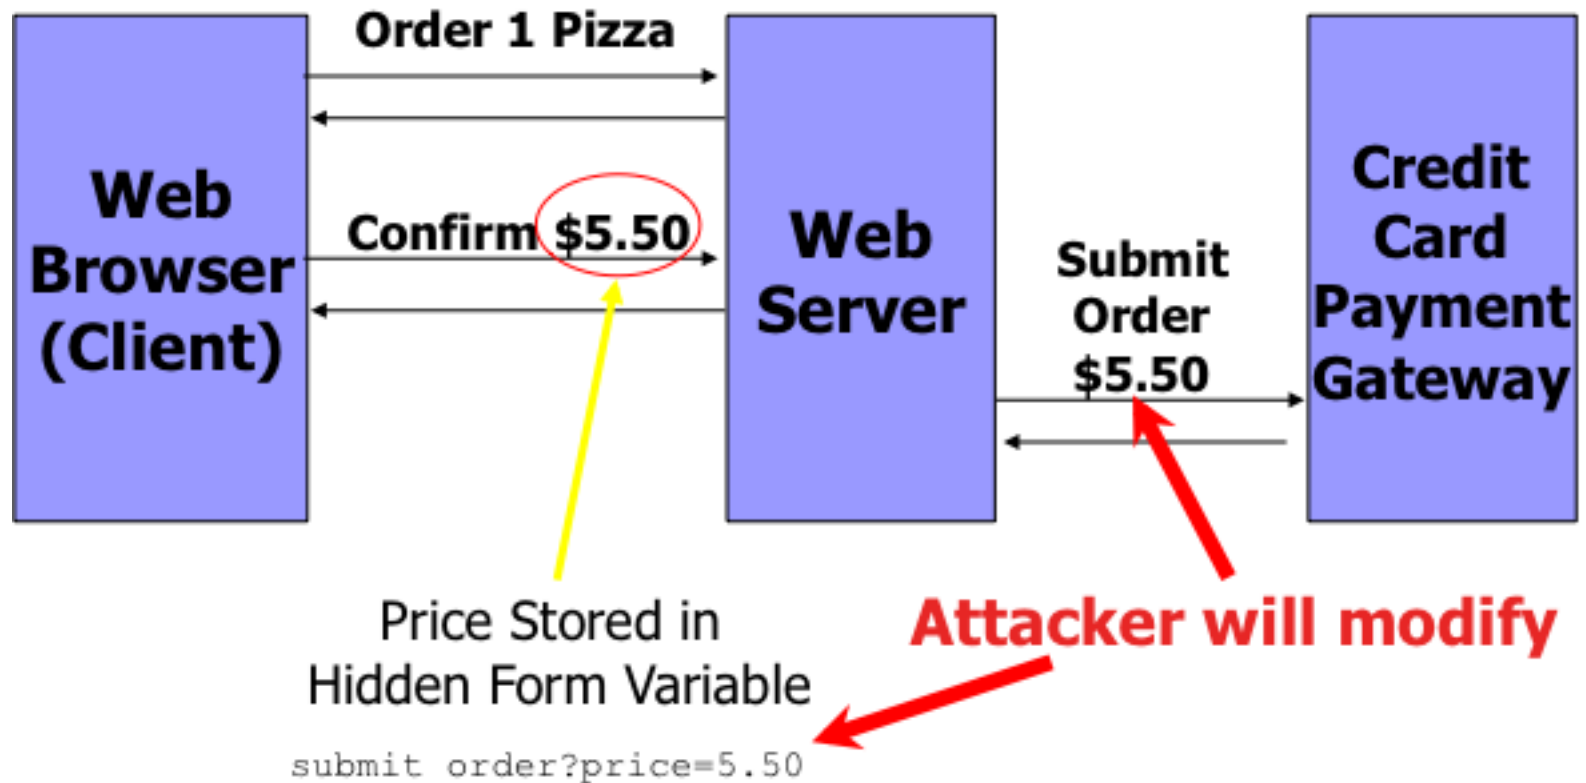 Order 1 Pizza
Web
Browser
(Client)
Confirm $5.50
Web
Server
Submit
Order
$5.50
Credit
Card
Payment
Gateway
Price Stored in
Hidden Form Variable
submit order?price=5.50
Attacker will modify